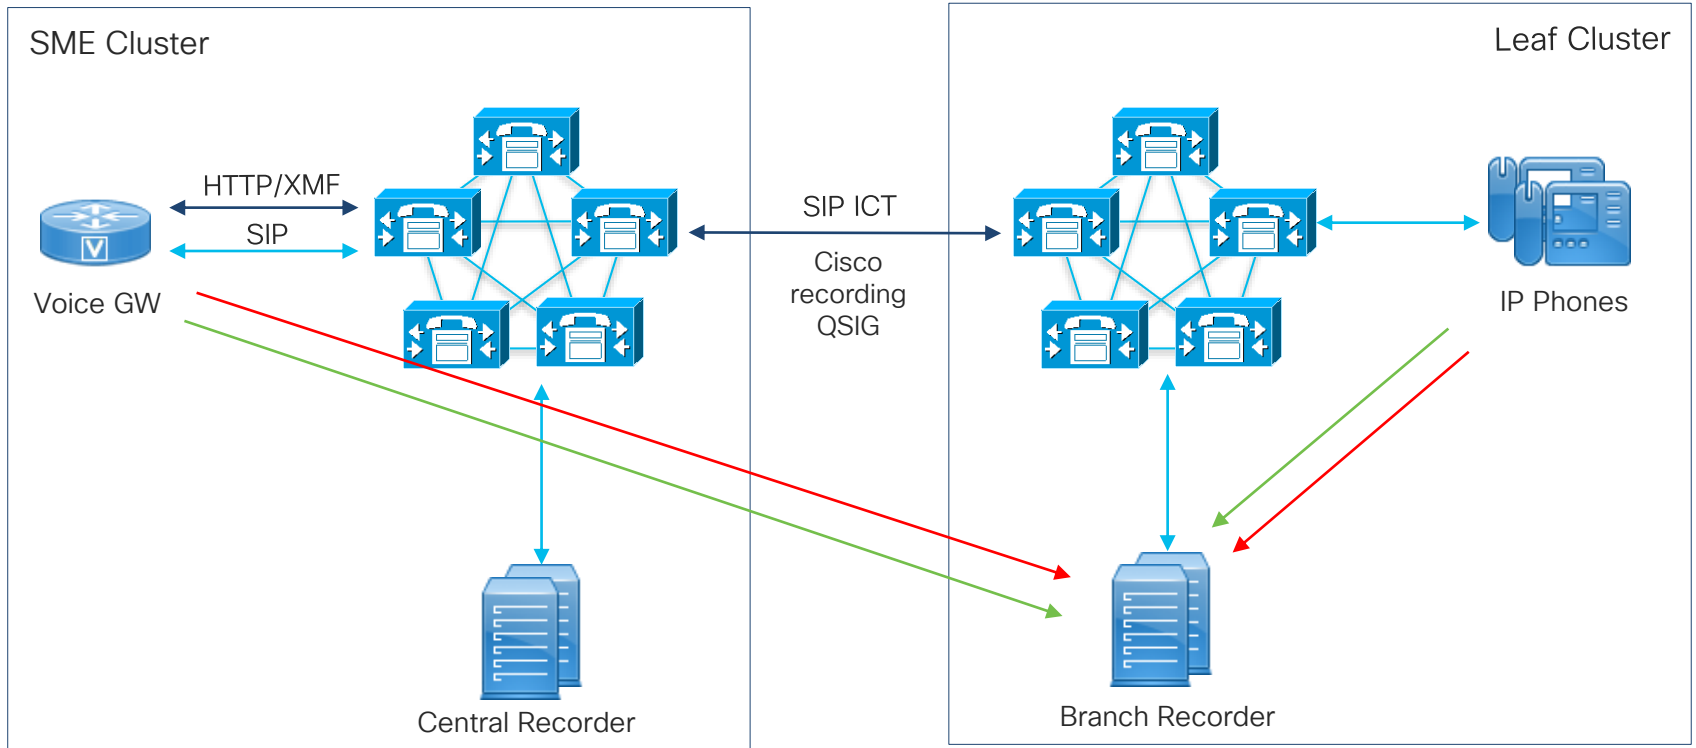 SME Cluster
Leaf Cluster
HTTP/XMF
SIP
V
Voice GW
SIP ICT
Cisco
recording
QSIG
IP Phones
Central Recorder
Branch Recorder